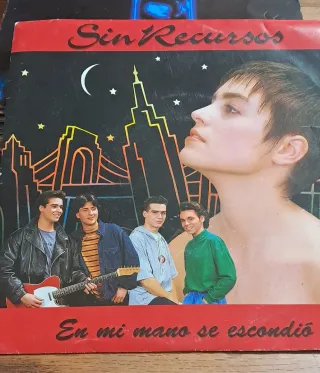 Sin Recursos
En mi mano se escondió